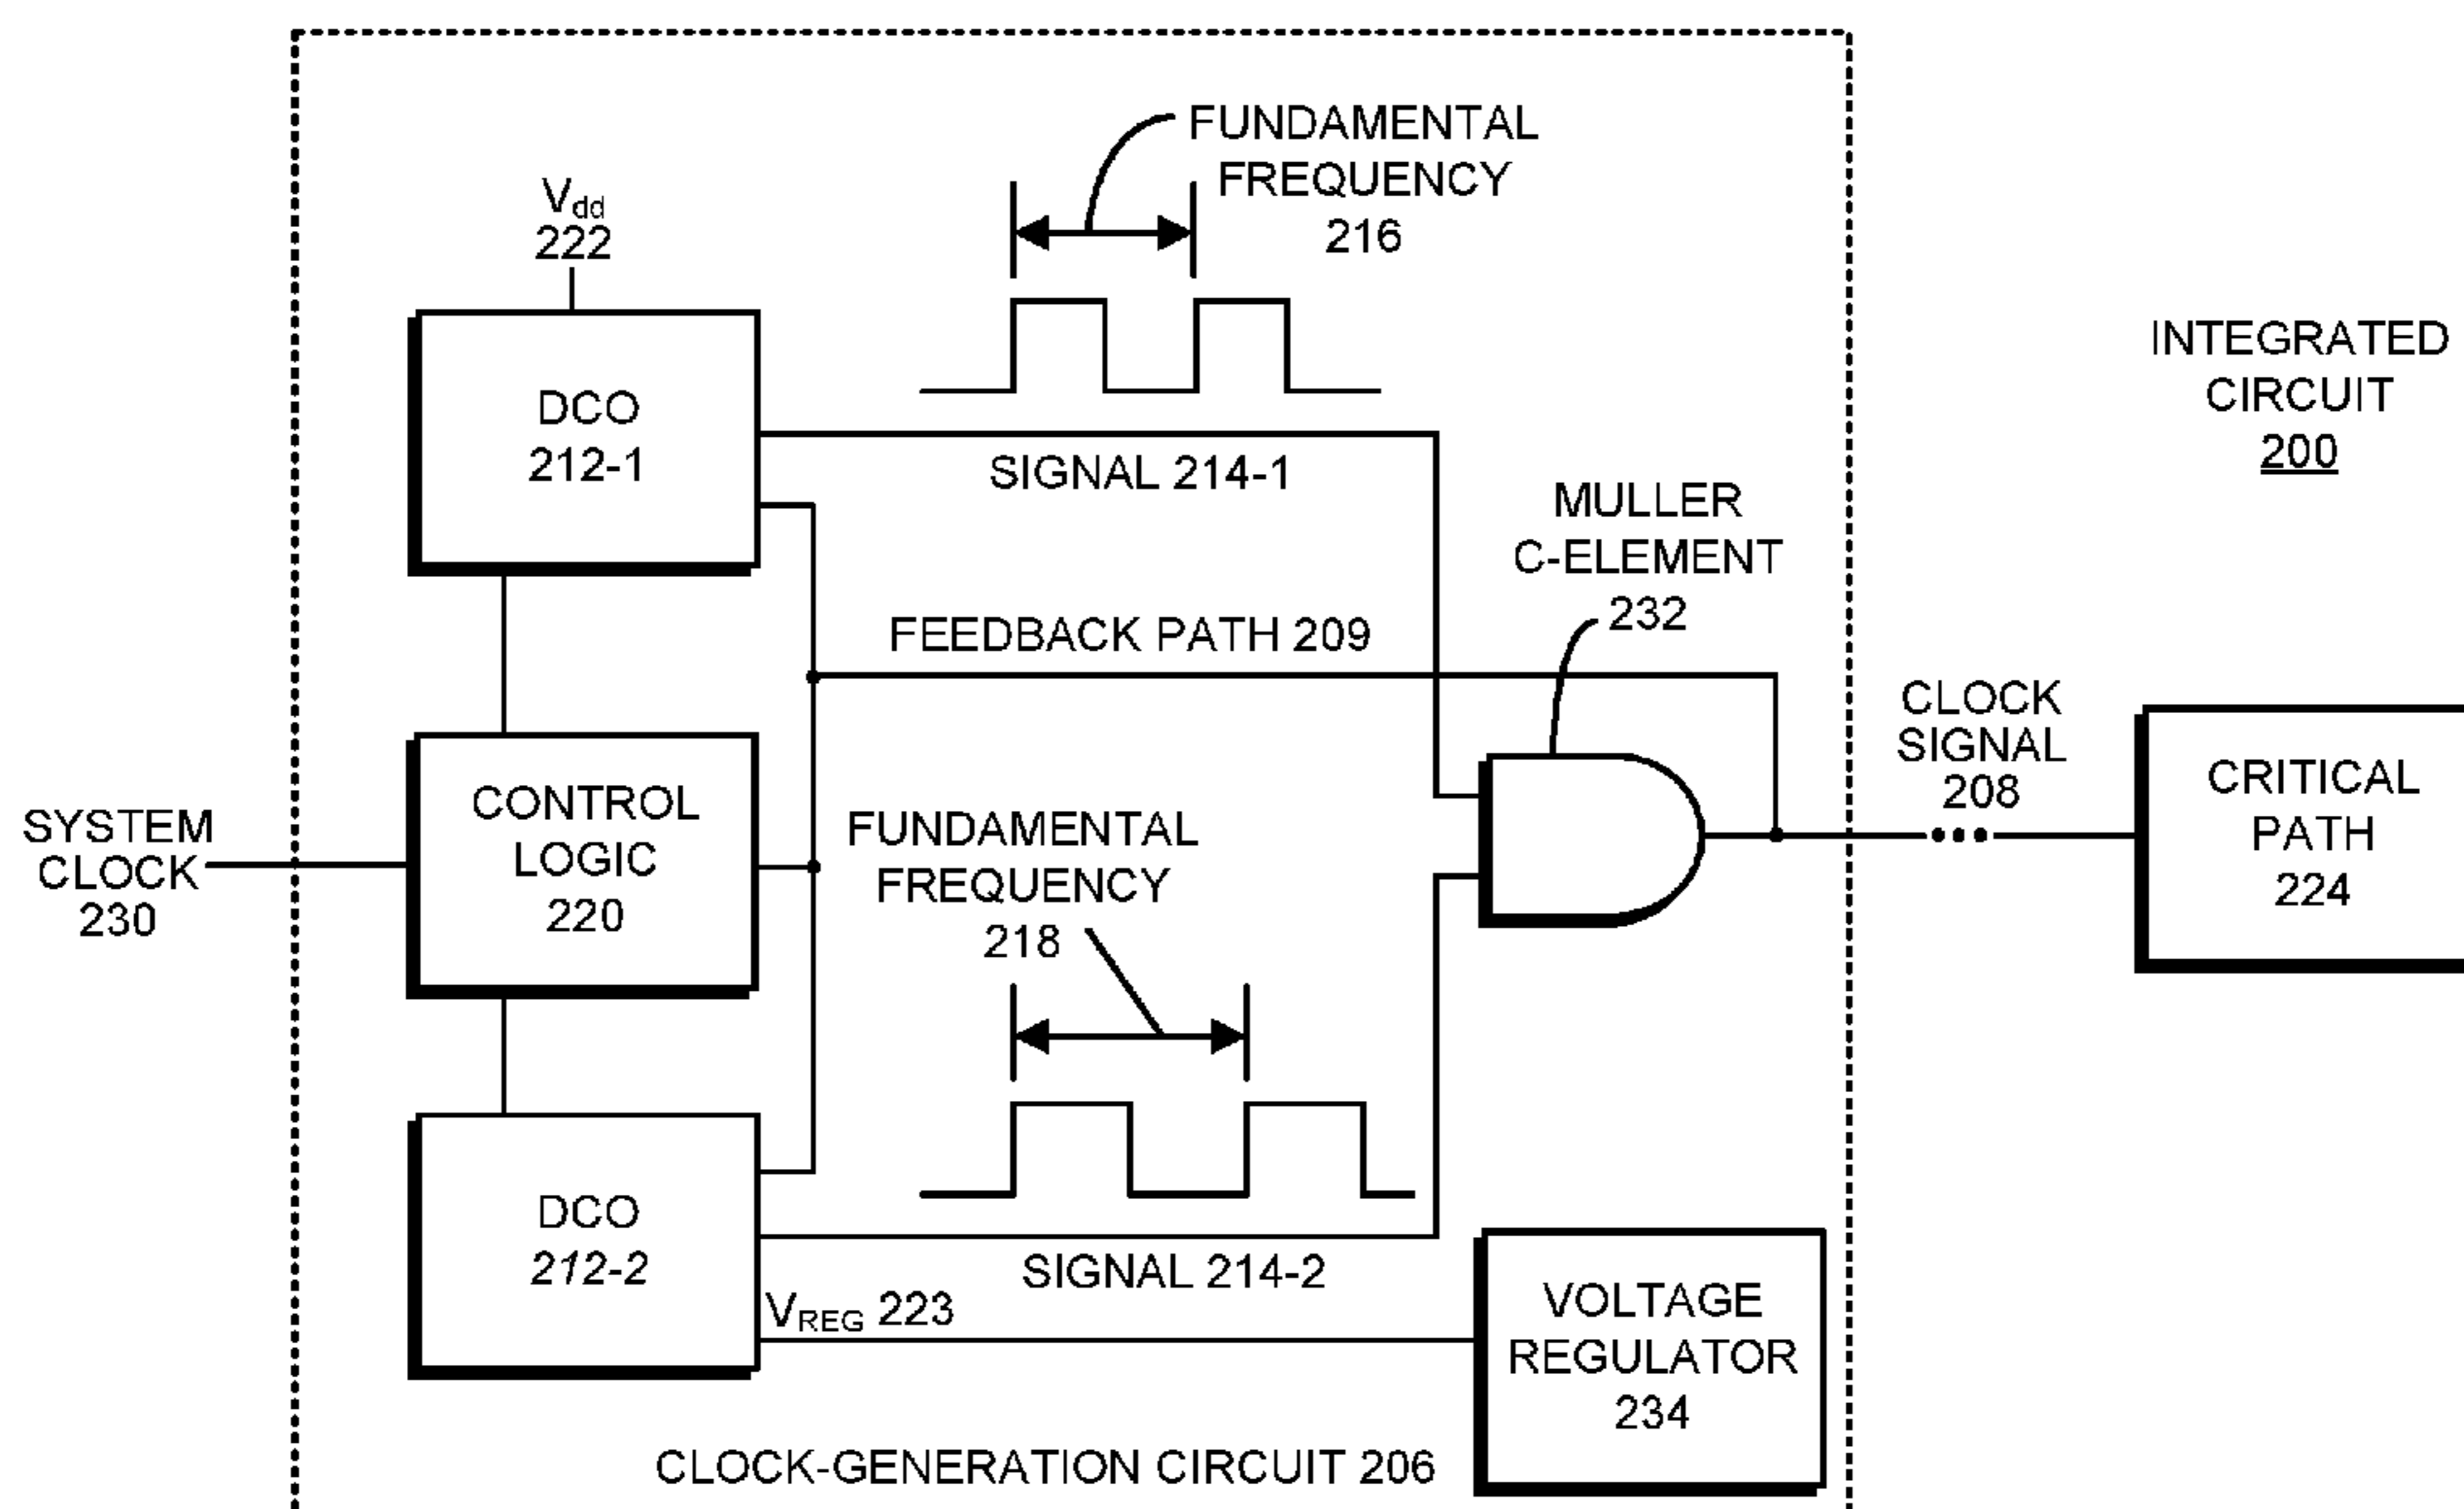 FUNDAMENTAL
FREQUENCY
216
Vdd
222
DCO
212-1
SIGNAL 214-1
INTEGRATED
CIRCUIT
200
MULLER
C-ELEMENT
232
FEEDBACK PATH 209
CLOCK
SIGNAL
208
CRITICAL
PATH
224
CONTROL
LOGIC
220
SYSTEM
CLOCK
230
FUNDAMENTAL
FREQUENCY
218
DCO
212-2
SIGNAL 214-2
VREG 223
VOLTAGE
REGULATOR
234
CLOCK-GENERATION CIRCUIT 206